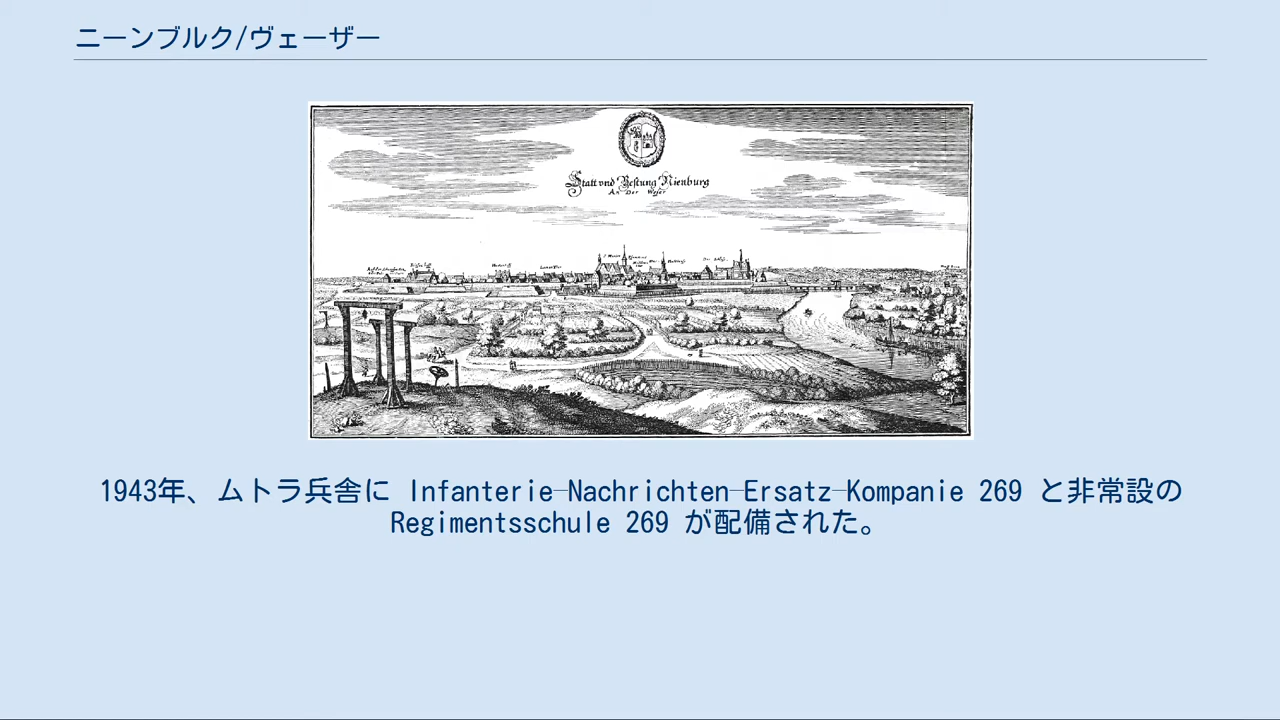 ニーンブルク/ヴェーザー
Statt vnd Vestung Nienburg
An Der Weser
1943年、ムトラ兵舎に Infanterie-Nachrichten-Ersatz-Kompanie 269 と非常設の
Regimentsschule 269 が配備された。